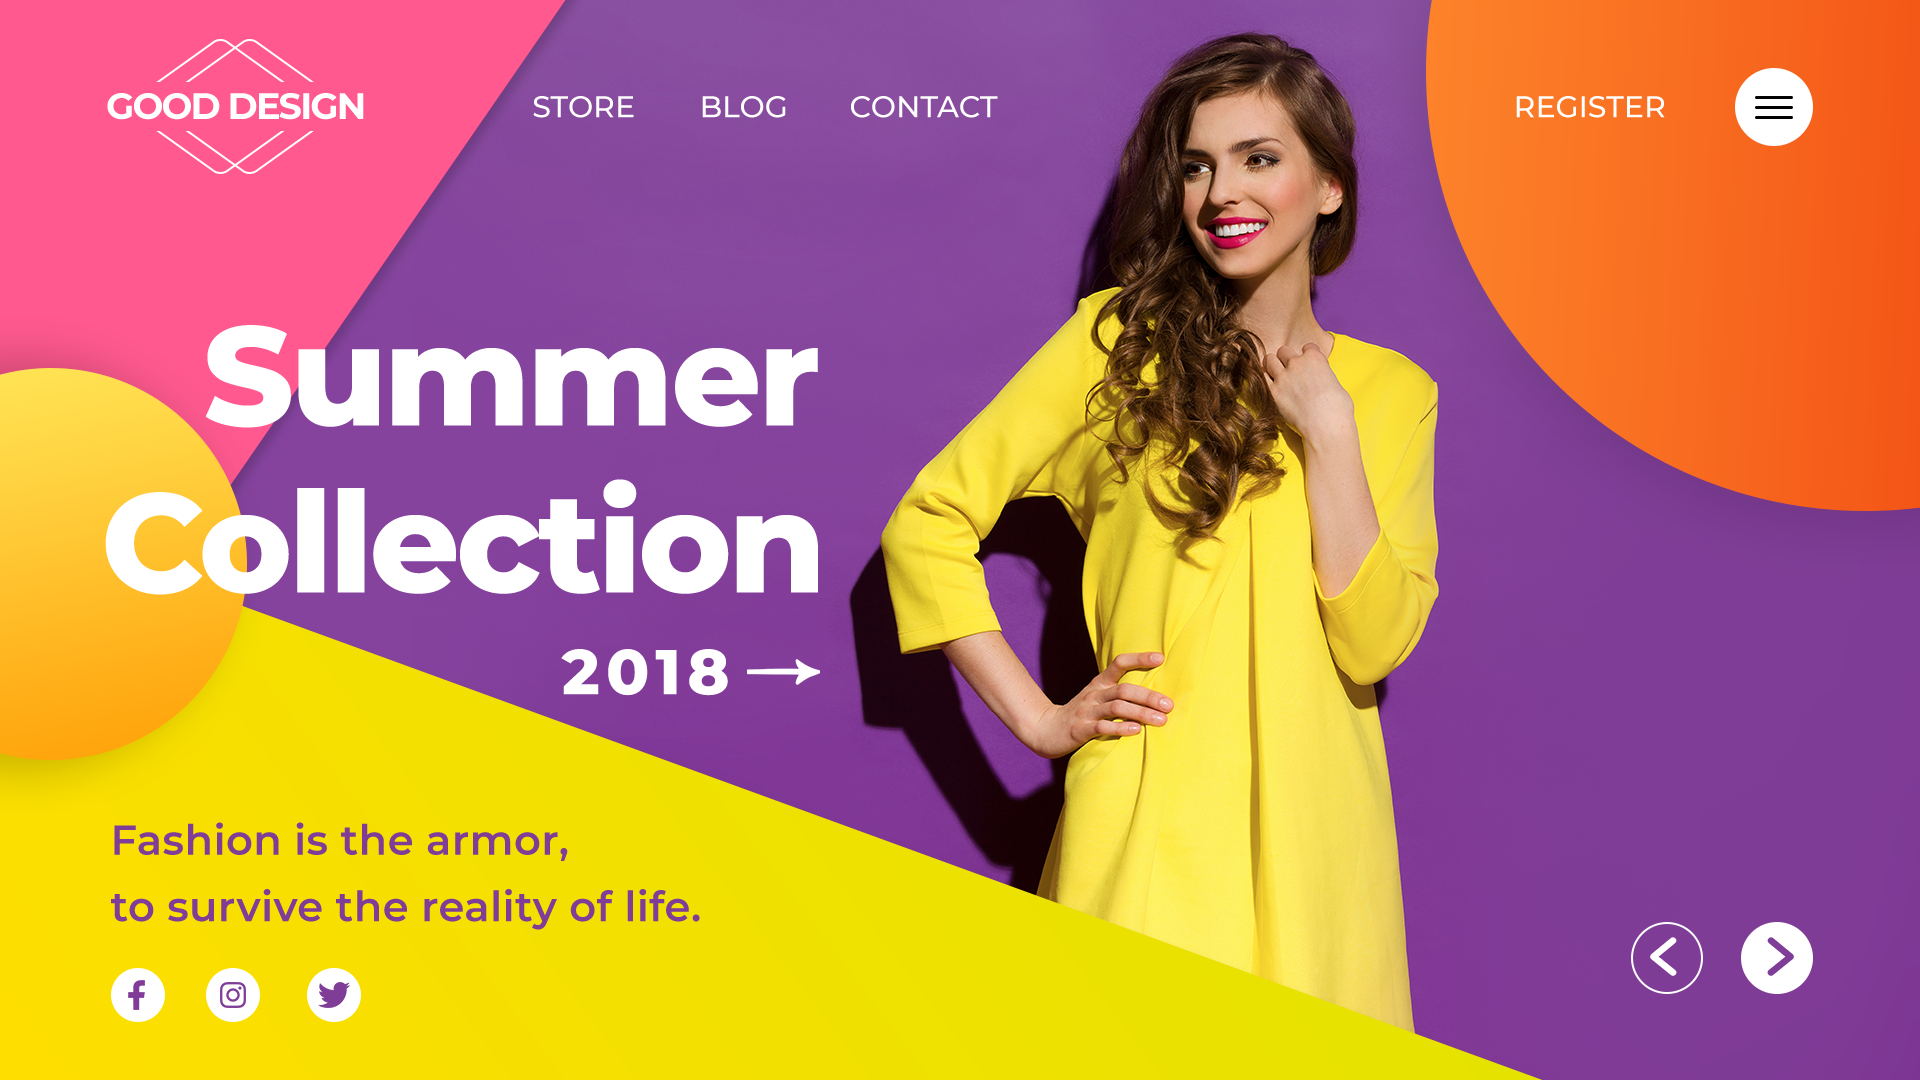 GOOD DESIGN
STORE BLOG CONTACT
REGISTER
Summer
Collection
2018
Fashion is the armor,
to survive the reality of life.